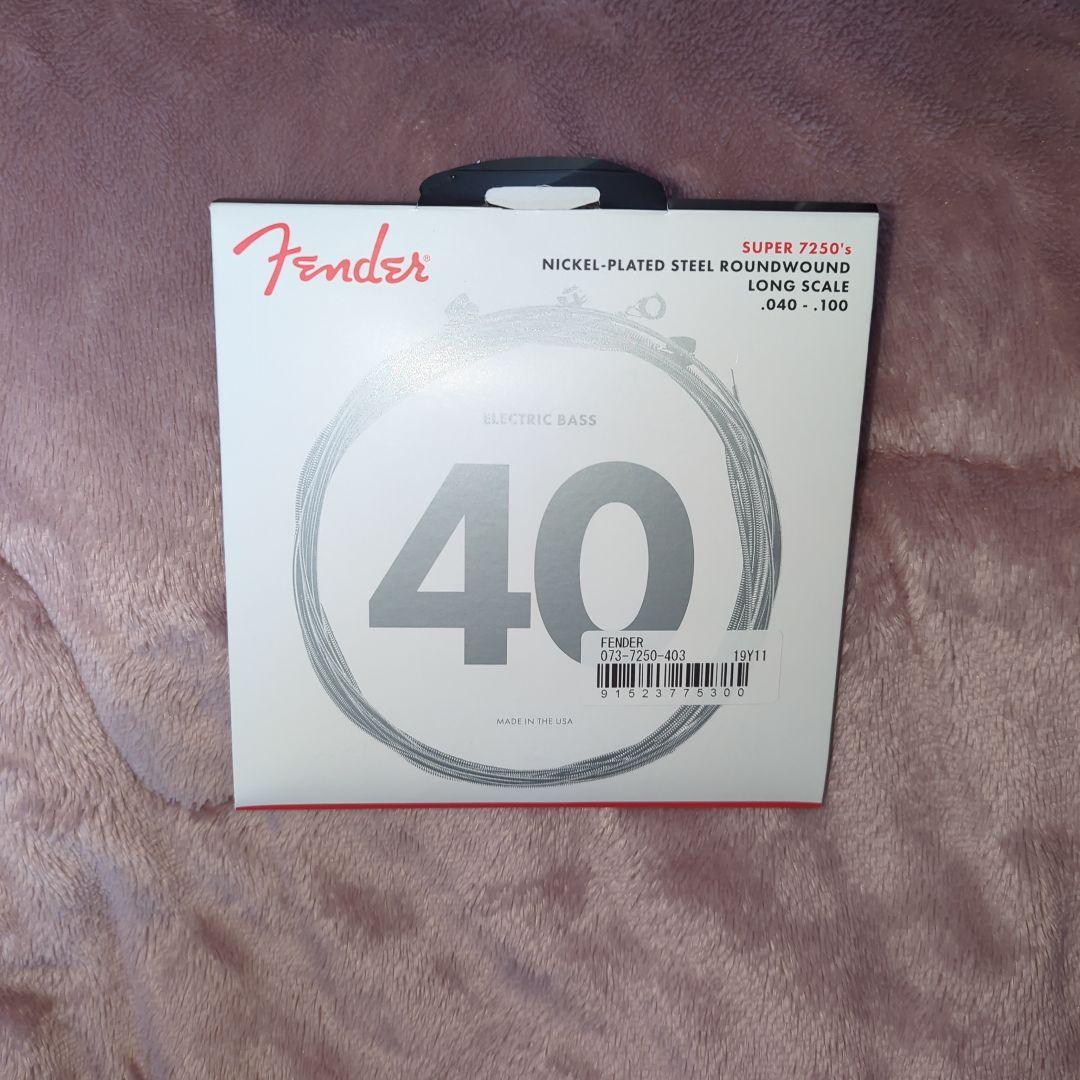 Fender®
SUPER 7250's
NICKEL-PLATED STEEL ROUNDWOUND
LONG SCALE
.040 - .100
ELECTRIC BASS
40
FENDER
073-7250-403 19Y11
91523775300
MADE IN THE USA